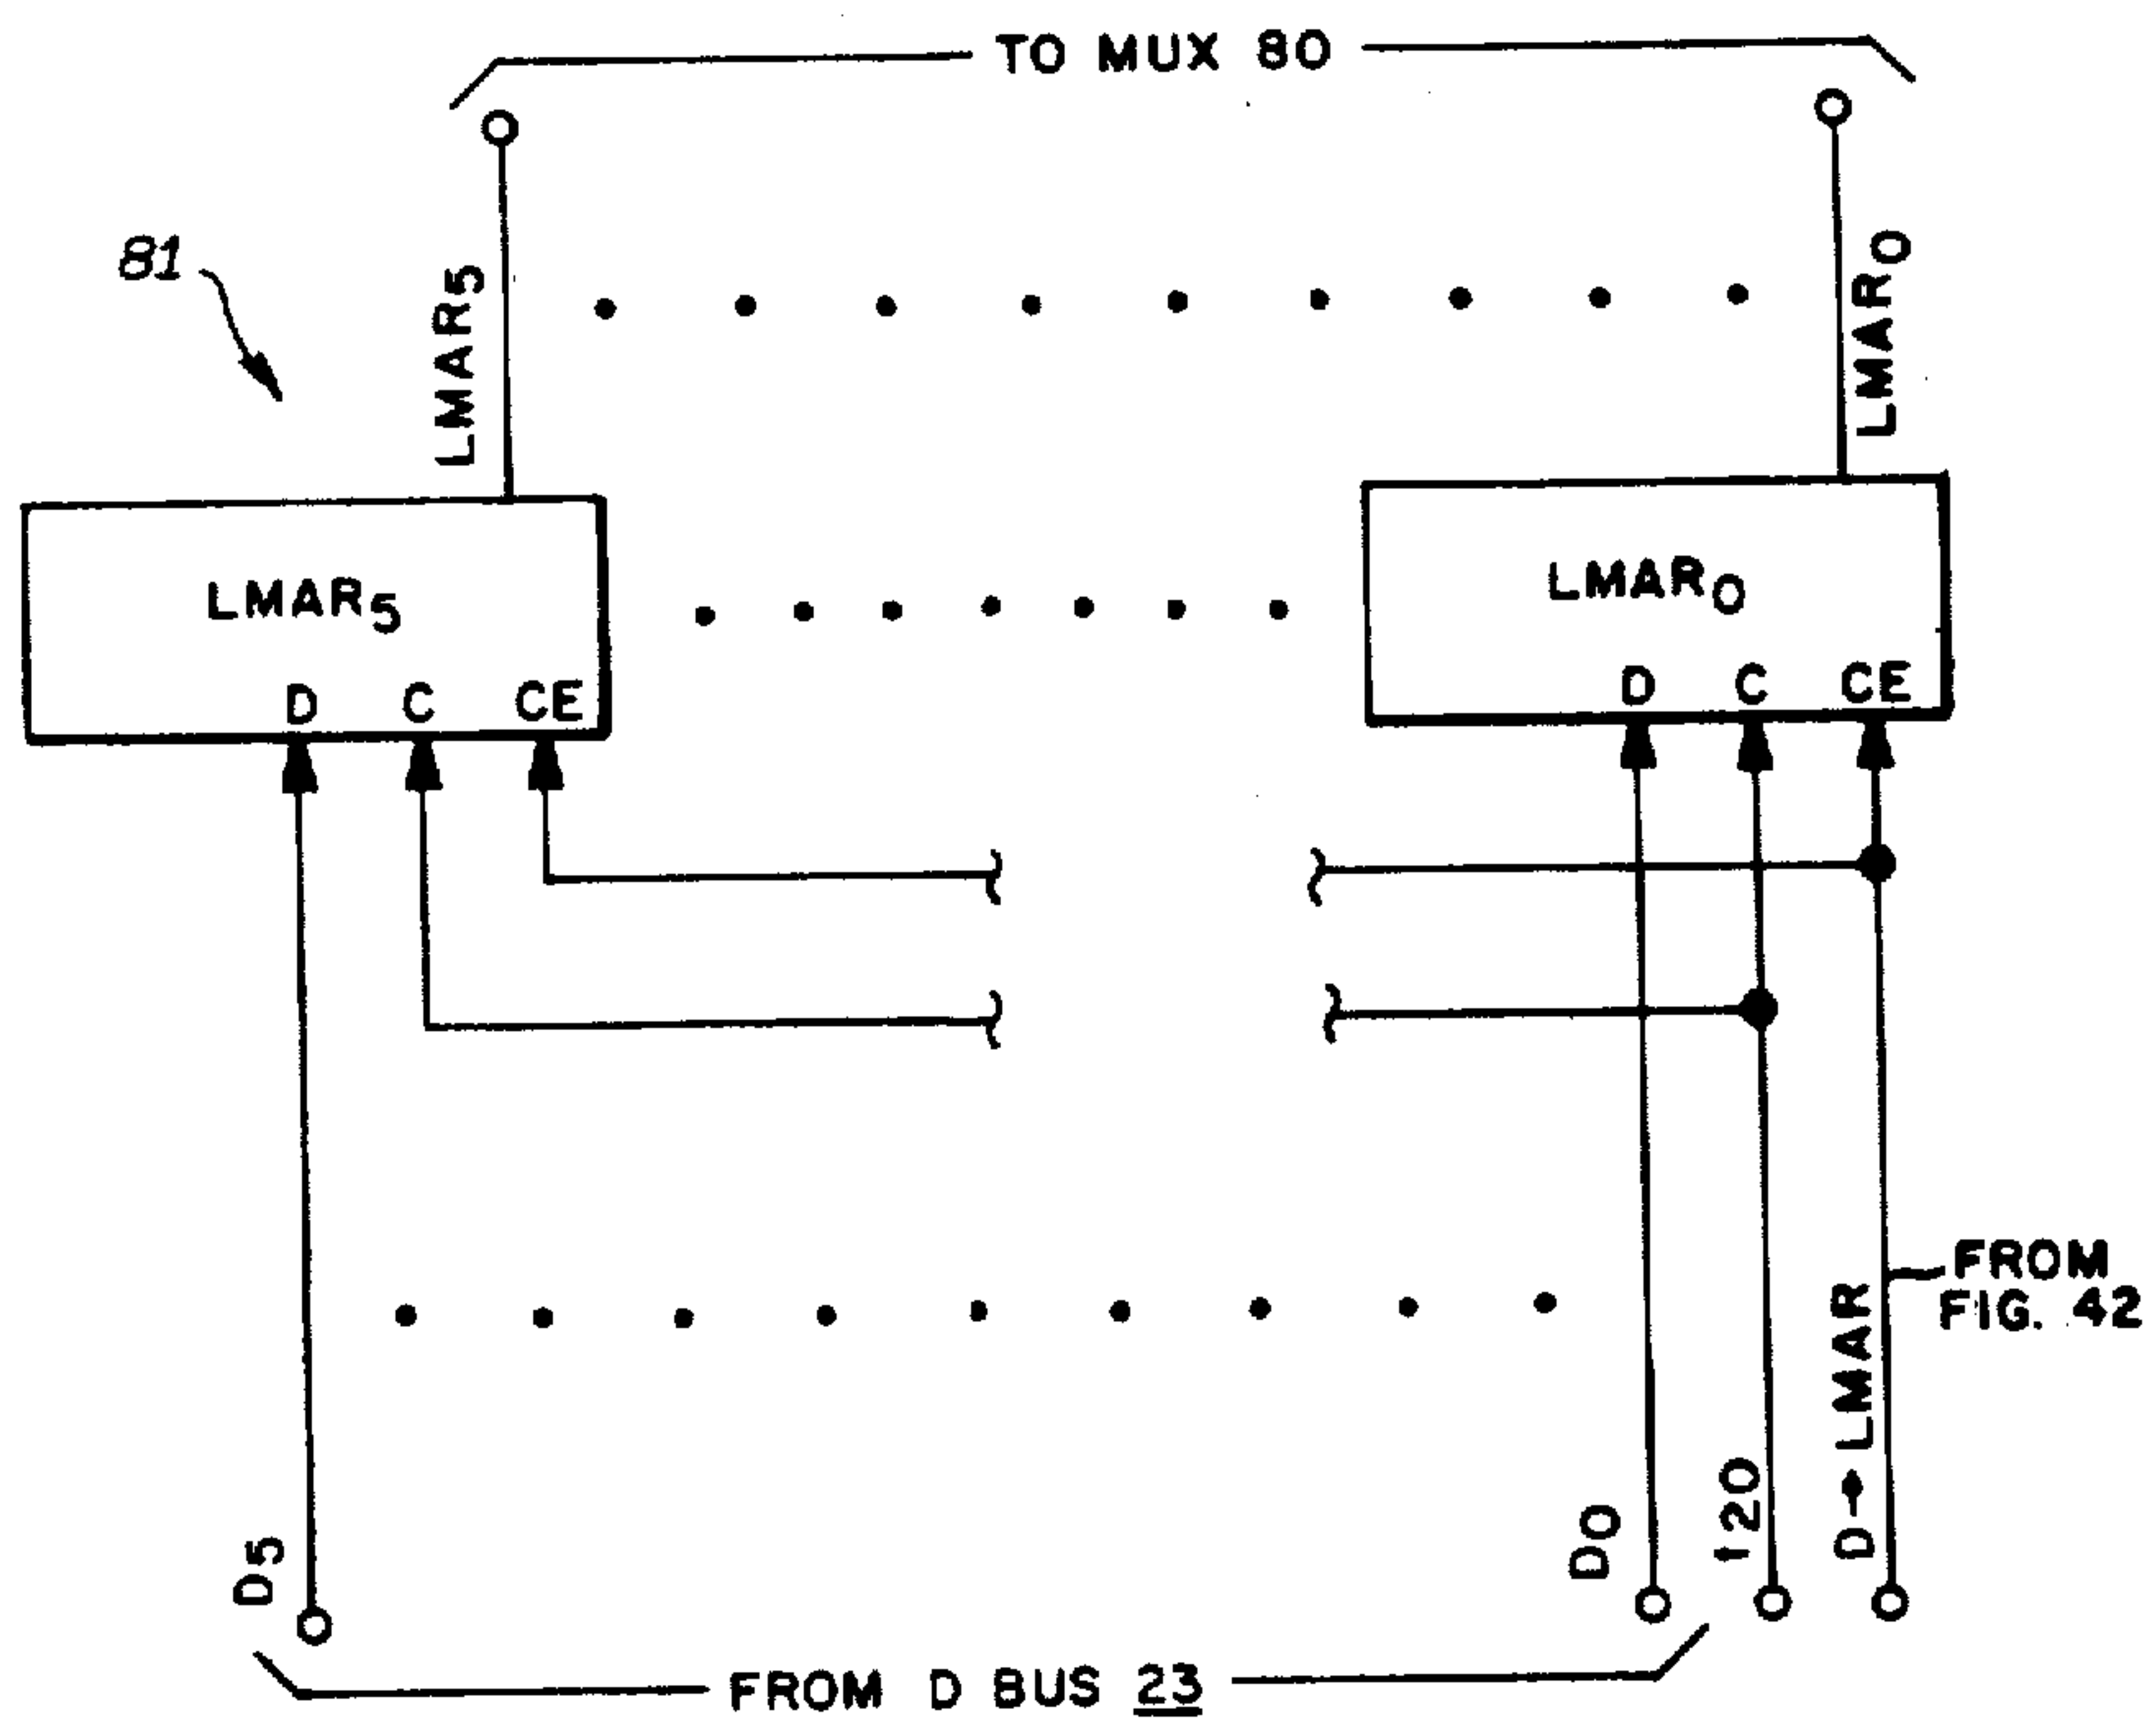 TO MUX 80
81
LMAR5
LMAR0
LMAR5
LMAR0
D C CE
D C CE
FROM
FIG. 42
D5
D0
t20
D→LMAR
FROM D BUS 23